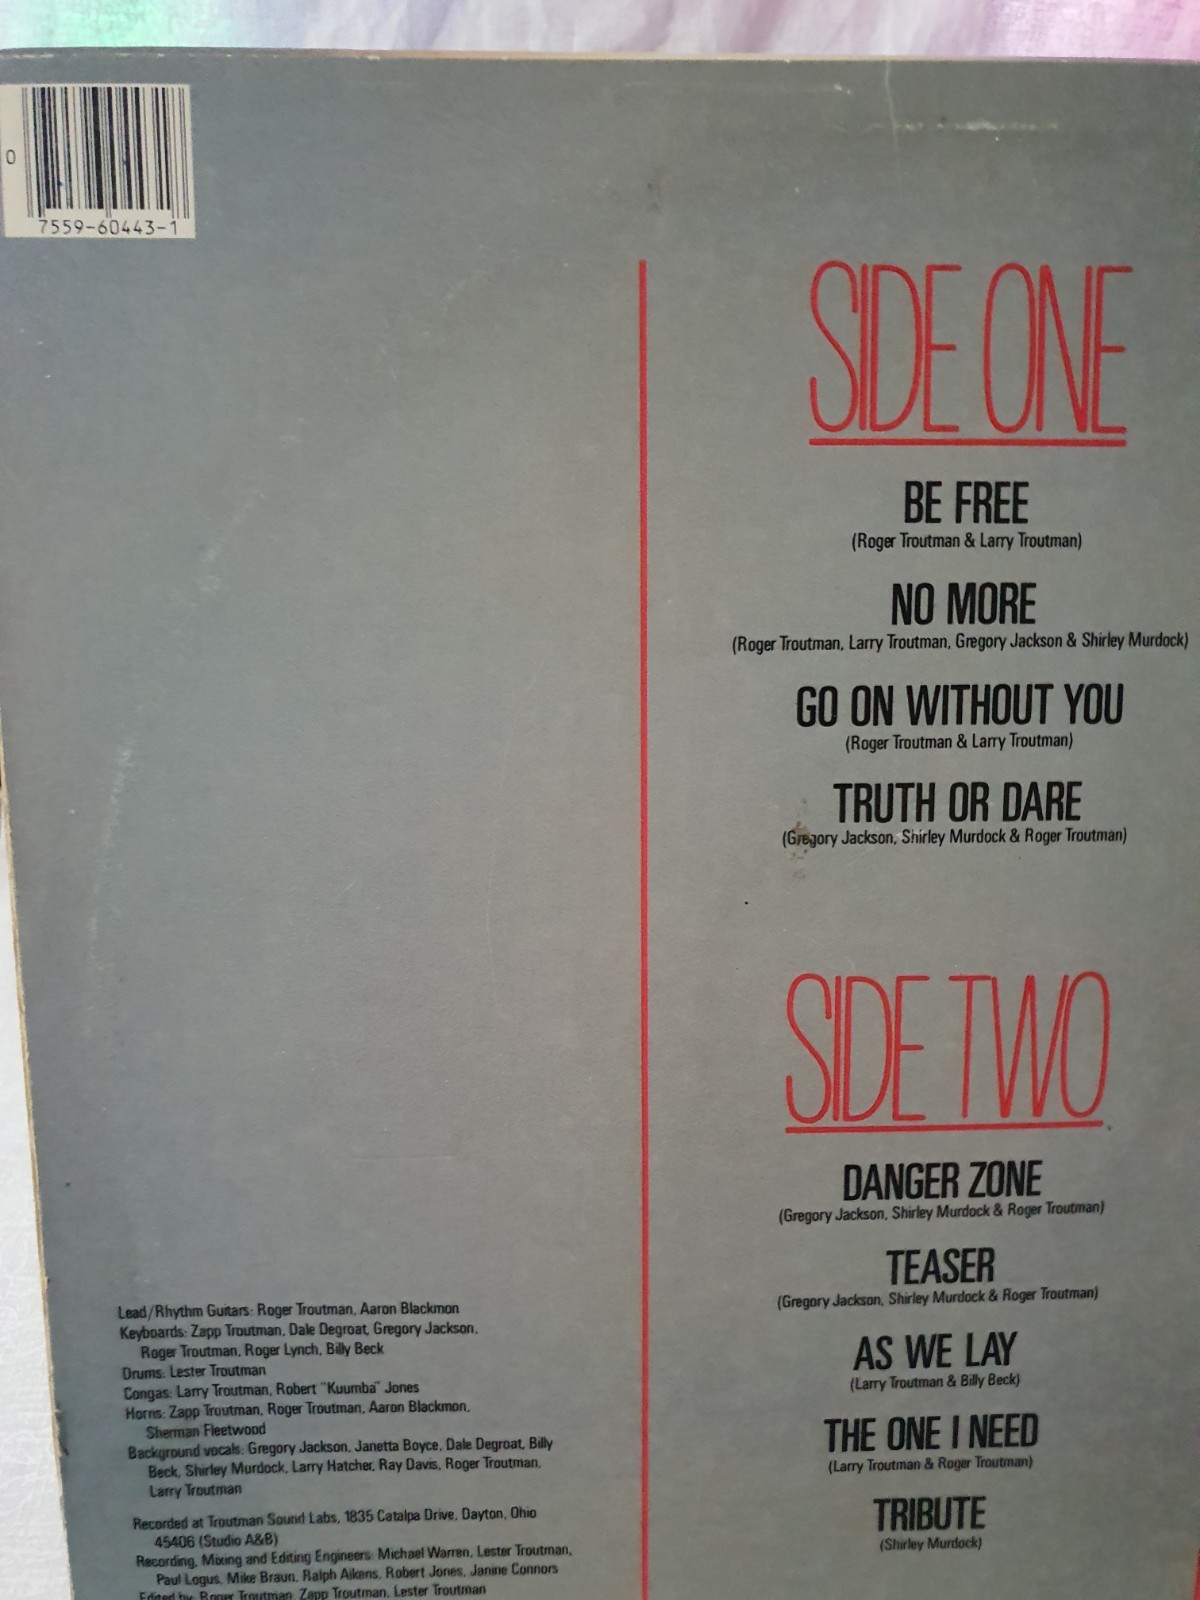 0
7559-60443-1
SIDE ONE
BE FREE
(Roger Troutman & Larry Troutman)
NO MORE
(Roger Troutman, Larry Troutman, Gregory Jackson & Shirley Murdock)
GO ON WITHOUT YOU
(Roger Troutman & Larry Troutman)
TRUTH OR DARE
(Gregory Jackson, Shirley Murdock & Roger Troutman)
SIDE TWO
DANGER ZONE
(Gregory Jackson, Shirley Murdock & Roger Troutman)
TEASER
(Gregory Jackson, Shirley Murdock & Roger Troutman)
AS WE LAY
(Larry Troutman & Billy Beck)
THE ONE I NEED
(Larry Troutman & Roger Troutman)
TRIBUTE
(Shirley Murdock)
Lead/Rhythm Guitars: Roger Troutman, Aaron Blackmon
Keyboards: Zapp Troutman, Dale Degroat, Gregory Jackson,
Roger Troutman, Roger Lynch, Billy Beck
Drums: Lester Troutman
Congas: Larry Troutman, Robert "Kuumba" Jones
Horns: Zapp Troutman, Roger Troutman, Aaron Blackmon,
Sherman Fleetwood
Background vocals: Gregory Jackson, Janetta Boyce, Dale Degroat, Billy
Beck, Shirley Murdock, Larry Hatcher, Ray Davis, Roger Troutman,
Larry Troutman
Recorded at Troutman Sound Labs, 1835 Catalpa Drive, Dayton, Ohio
45406 (Studio A&B)
Recording, Mixing and Editing Engineers: Michael Warren, Lester Troutman,
Paul Logus, Mike Braun, Ralph Aikens, Robert Jones, Janine Connors
Edited by: Roger Troutman, Zapp Troutman, Lester Troutman